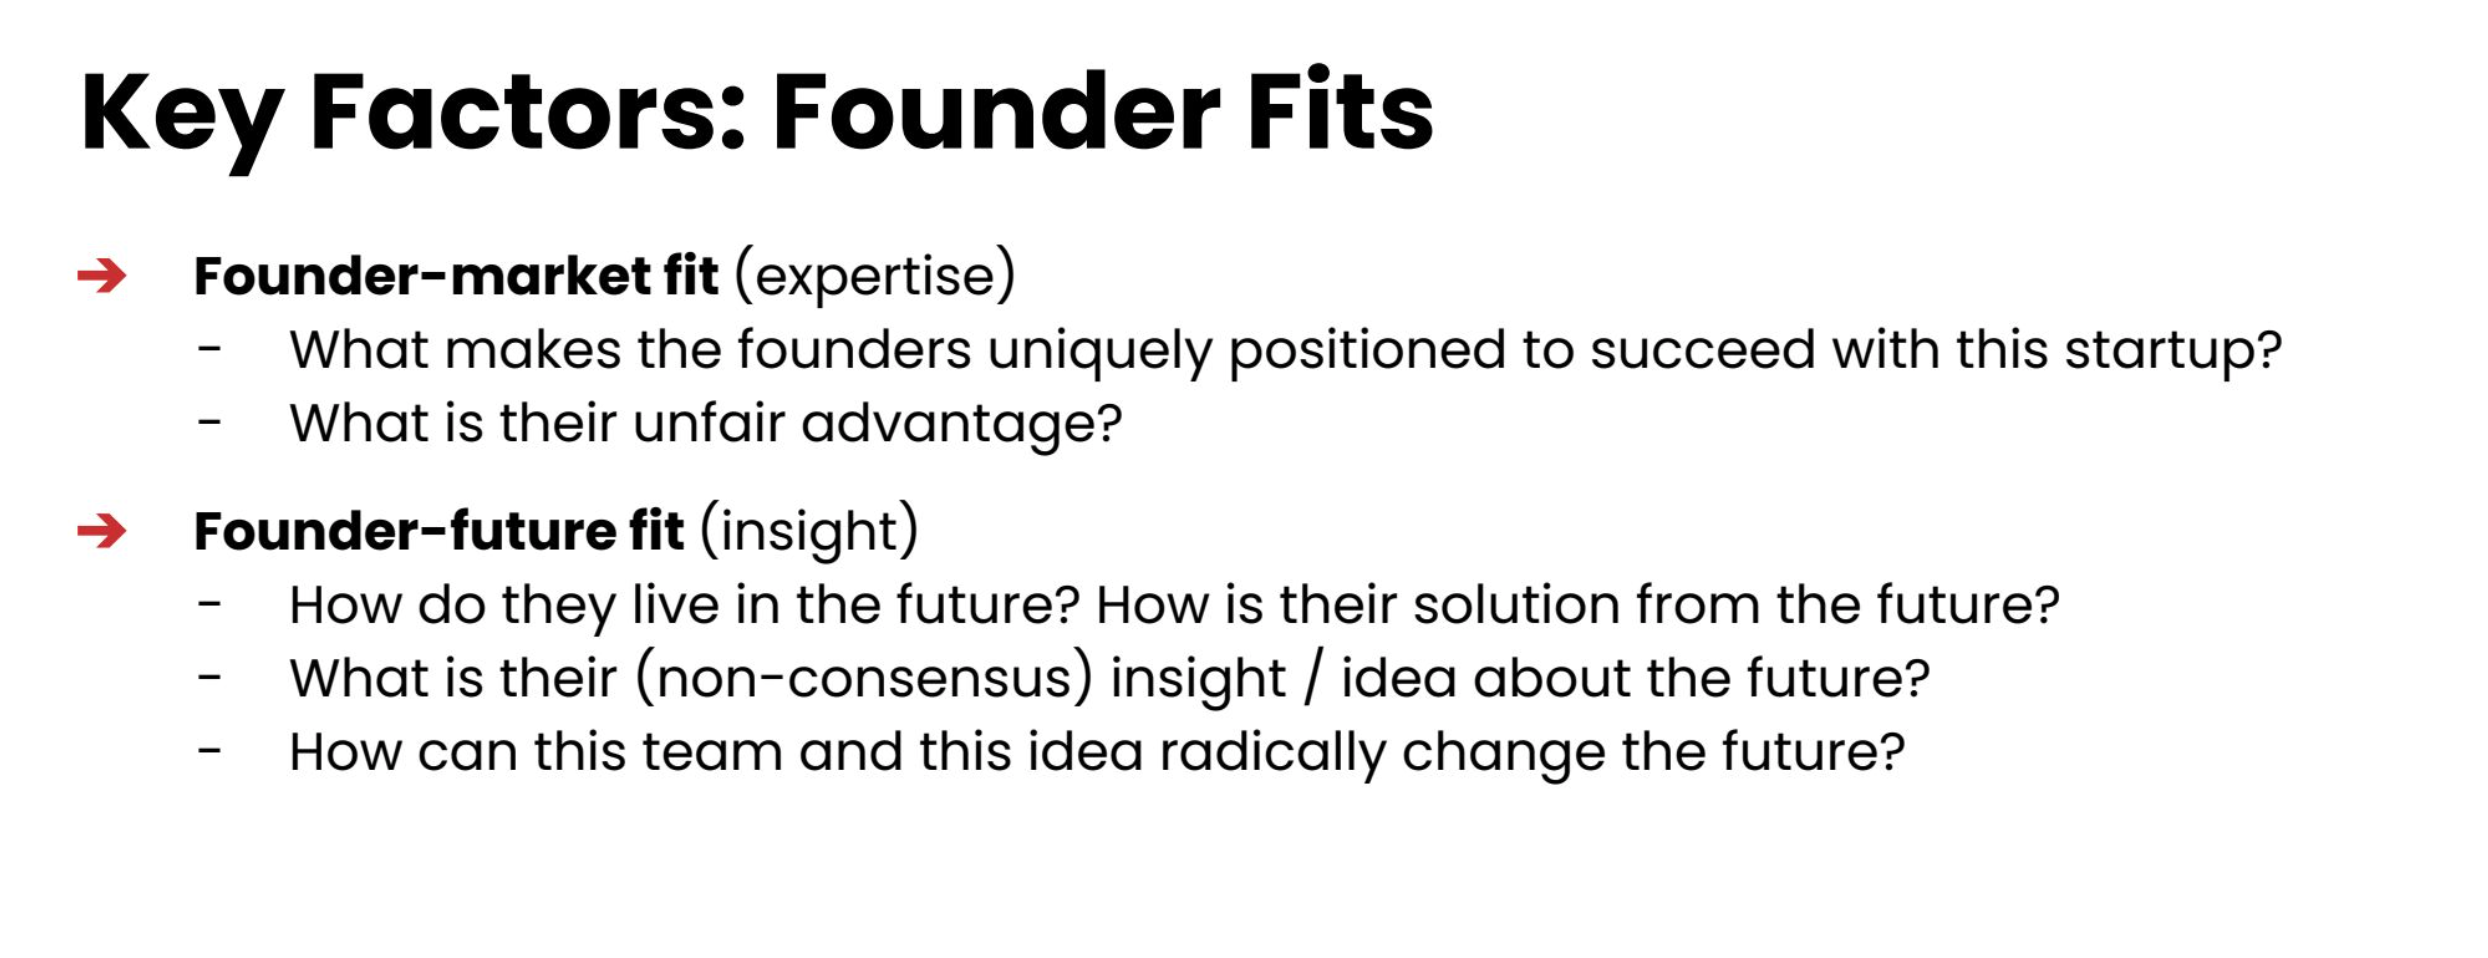 Key Factors: Founder Fits
➔ Founder-market fit (expertise)
- What makes the founders uniquely positioned to succeed with this startup?
- What is their unfair advantage?
➔ Founder-future fit (insight)
- How do they live in the future? How is their solution from the future?
- What is their (non-consensus) insight / idea about the future?
- How can this team and this idea radically change the future?